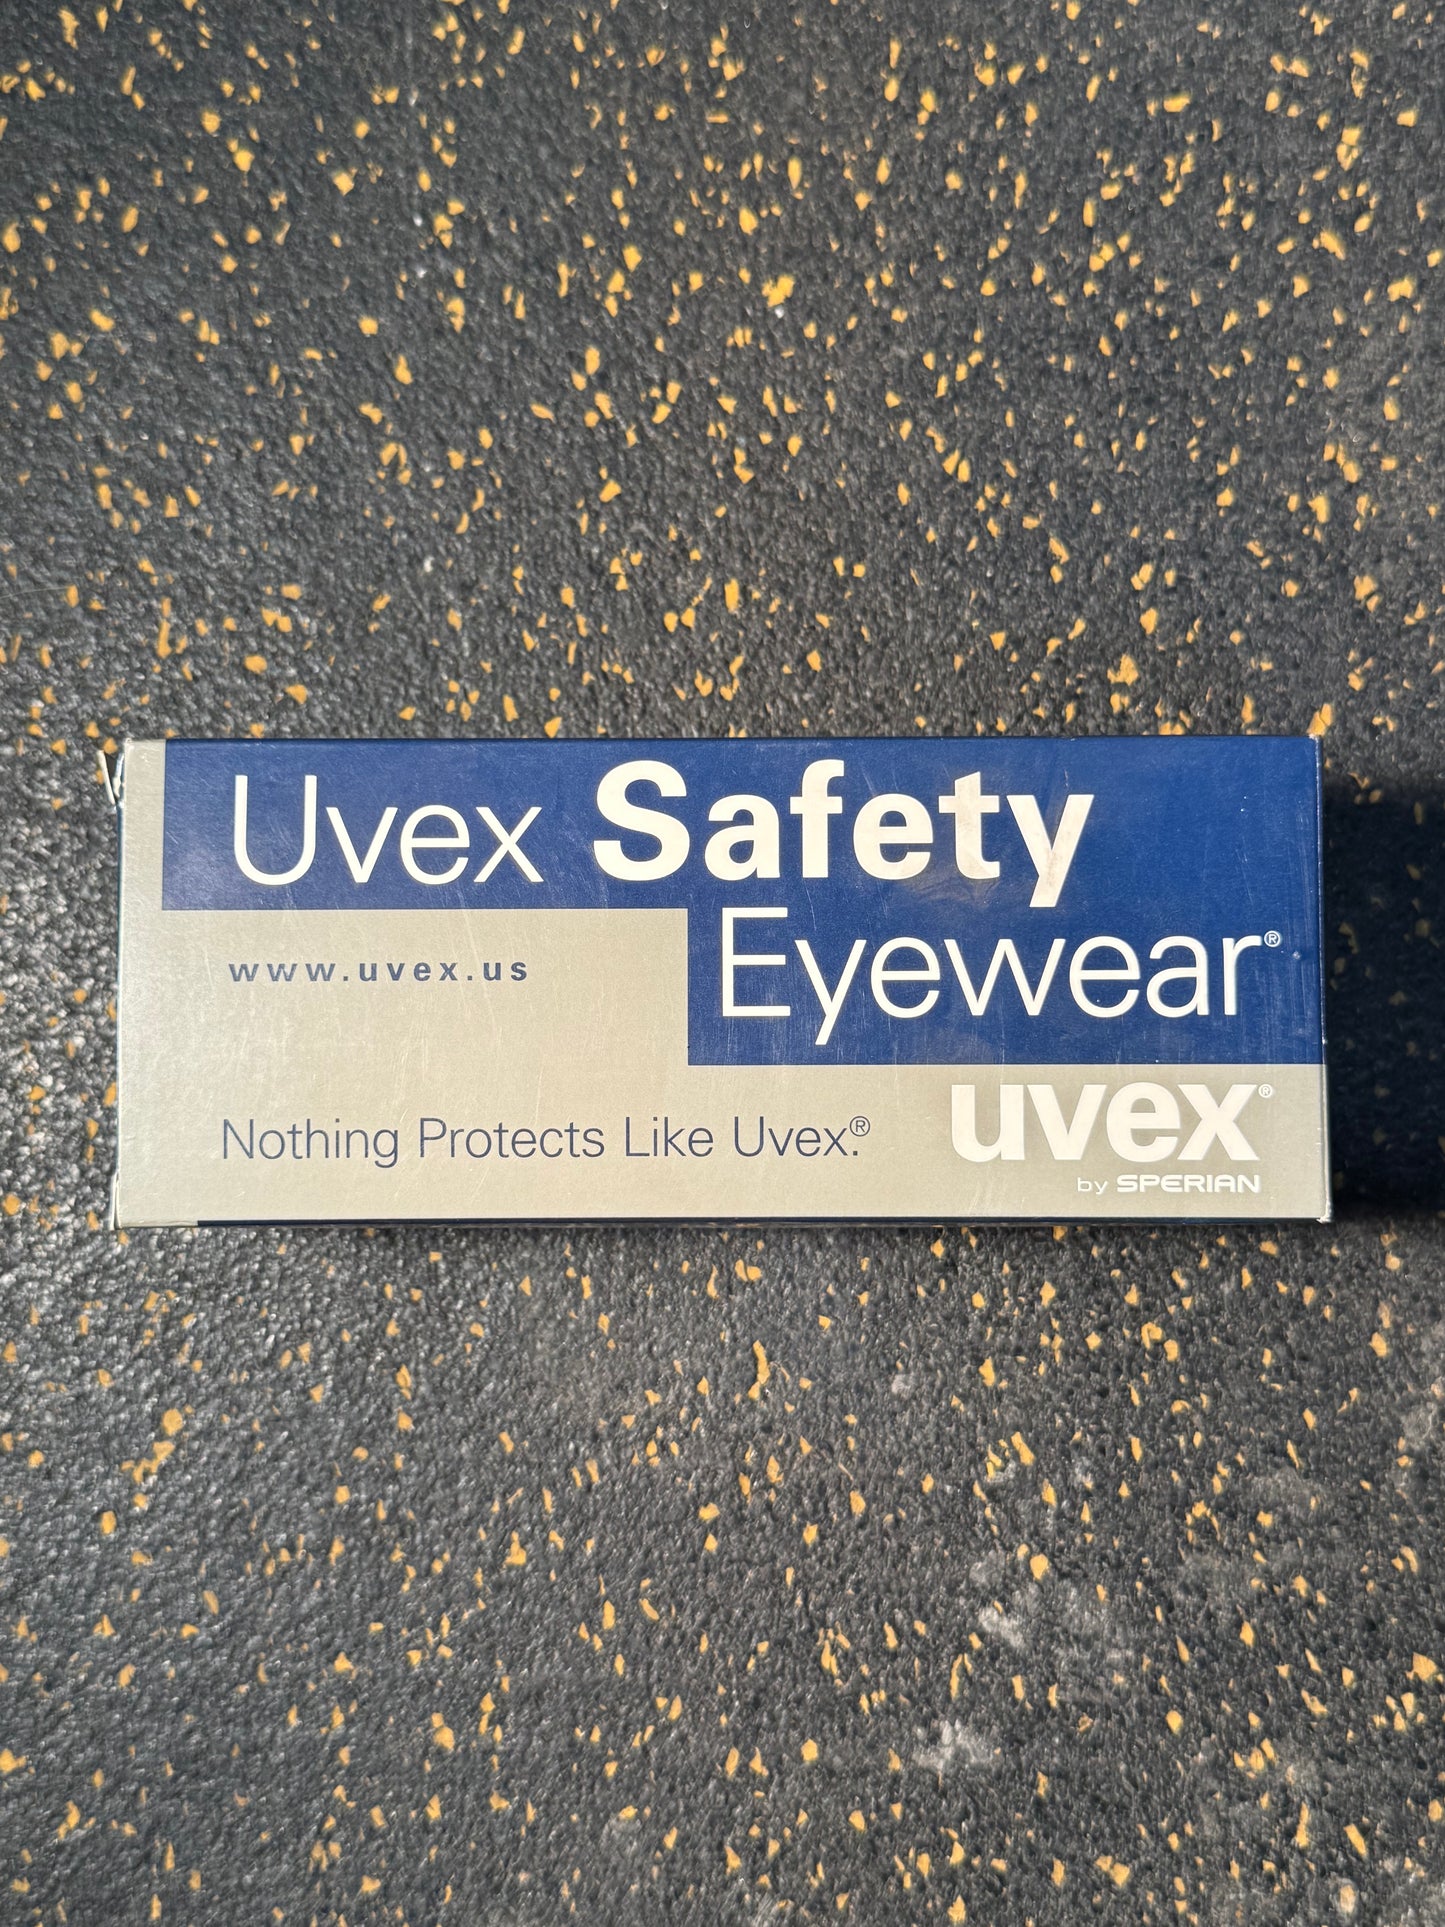 Uvex Safety
Eyewear®
www.uvex.us
Nothing Protects Like Uvex.®
uvex®
by SPERIAN